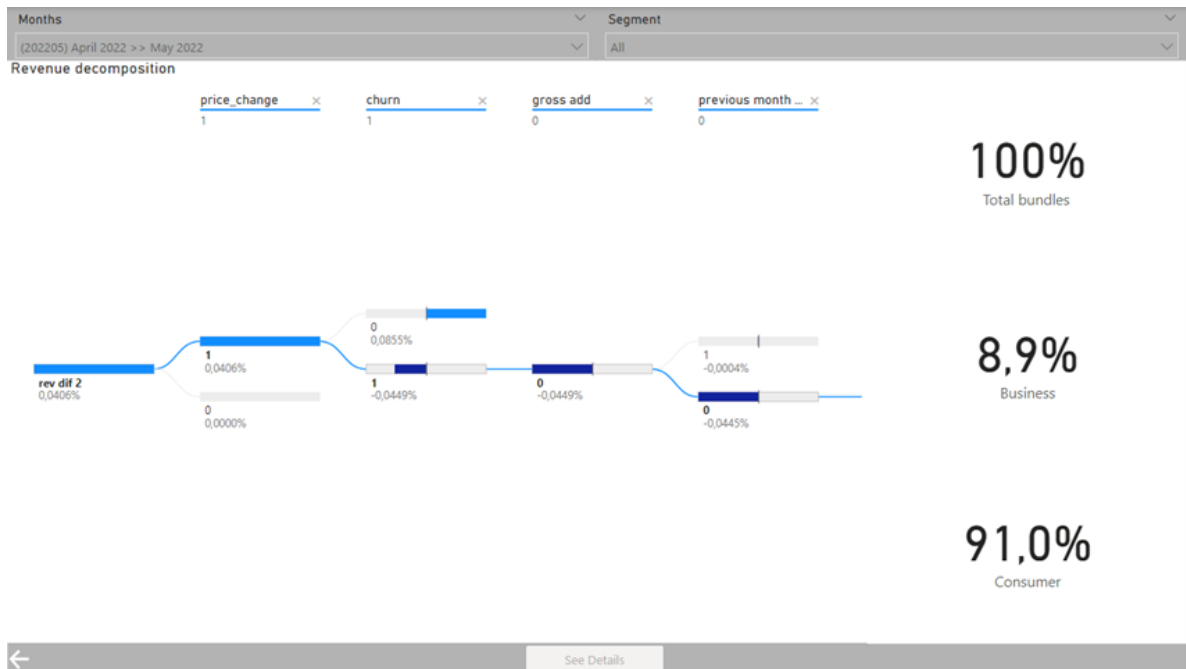 Months
Segment
(202205) April 2022 >> May 2022
All
Revenue decomposition
price_change
churn
gross add
previous month ...
1
1
0
0
100%
Total bundles
0
0,0855%
1
0,0406%
1
-0,0004%
rev dif 2
0,0406%
1
-0,0449%
0
-0,0449%
0
0,0000%
0
-0,0445%
8,9%
Business
91,0%
Consumer
See Details